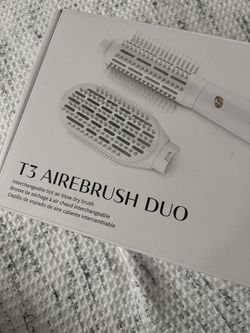 T3 AIREBRUSH DUO
Interchangeable hot air blow dry brush
Brosse de séchage à air chaud interchangeable
Cepillo de soplado de aire caliente intercambiable